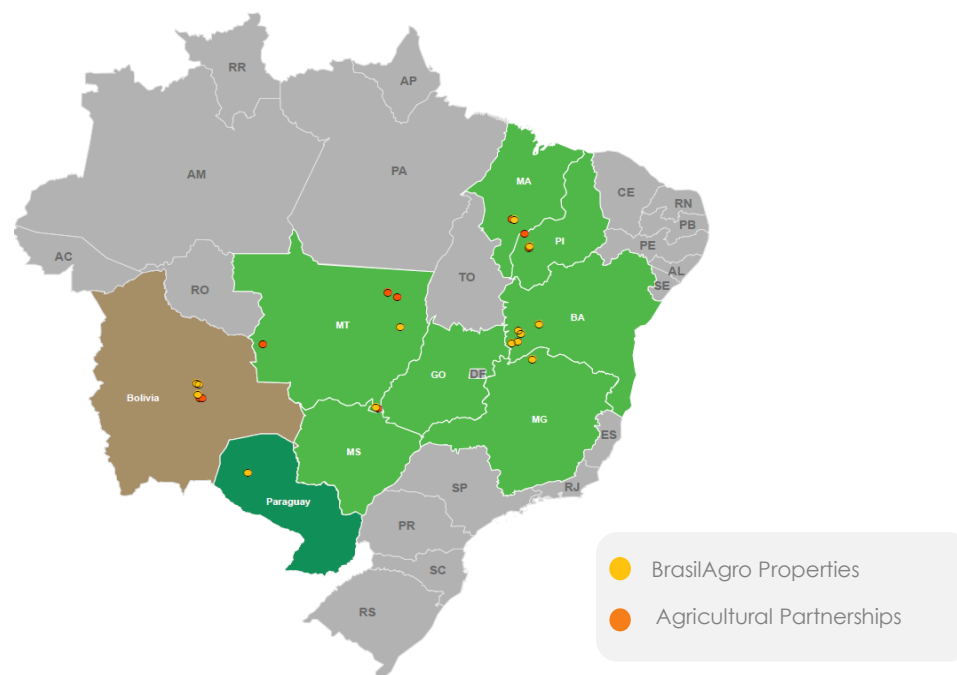 RR
AP
AM
PA
MA
CE
RN
PB
PI
PE
AC
AL
TO
SE
RO
BA
MT
GO
DF
Bolivia
MG
ES
MS
SP
RJ
Paraguay
PR
SC
RS
BrasilAgro Properties
Agricultural Partnerships